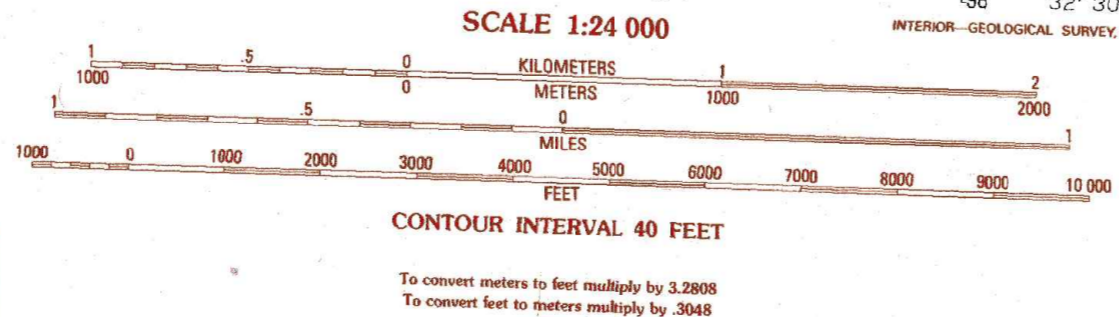 -98 32' 30
SCALE 1:24 000
INTERIOR—GEOLOGICAL SURVEY,
1 .5 0 KILOMETERS 1 2
1000 0 METERS 1000 2000
1 .5 0 1
MILES
1000 0 1000 2000 3000 4000 5000 6000 7000 8000 9000 10 000
FEET
CONTOUR INTERVAL 40 FEET
To convert meters to feet multiply by 3.2808
To convert feet to meters multiply by .3048